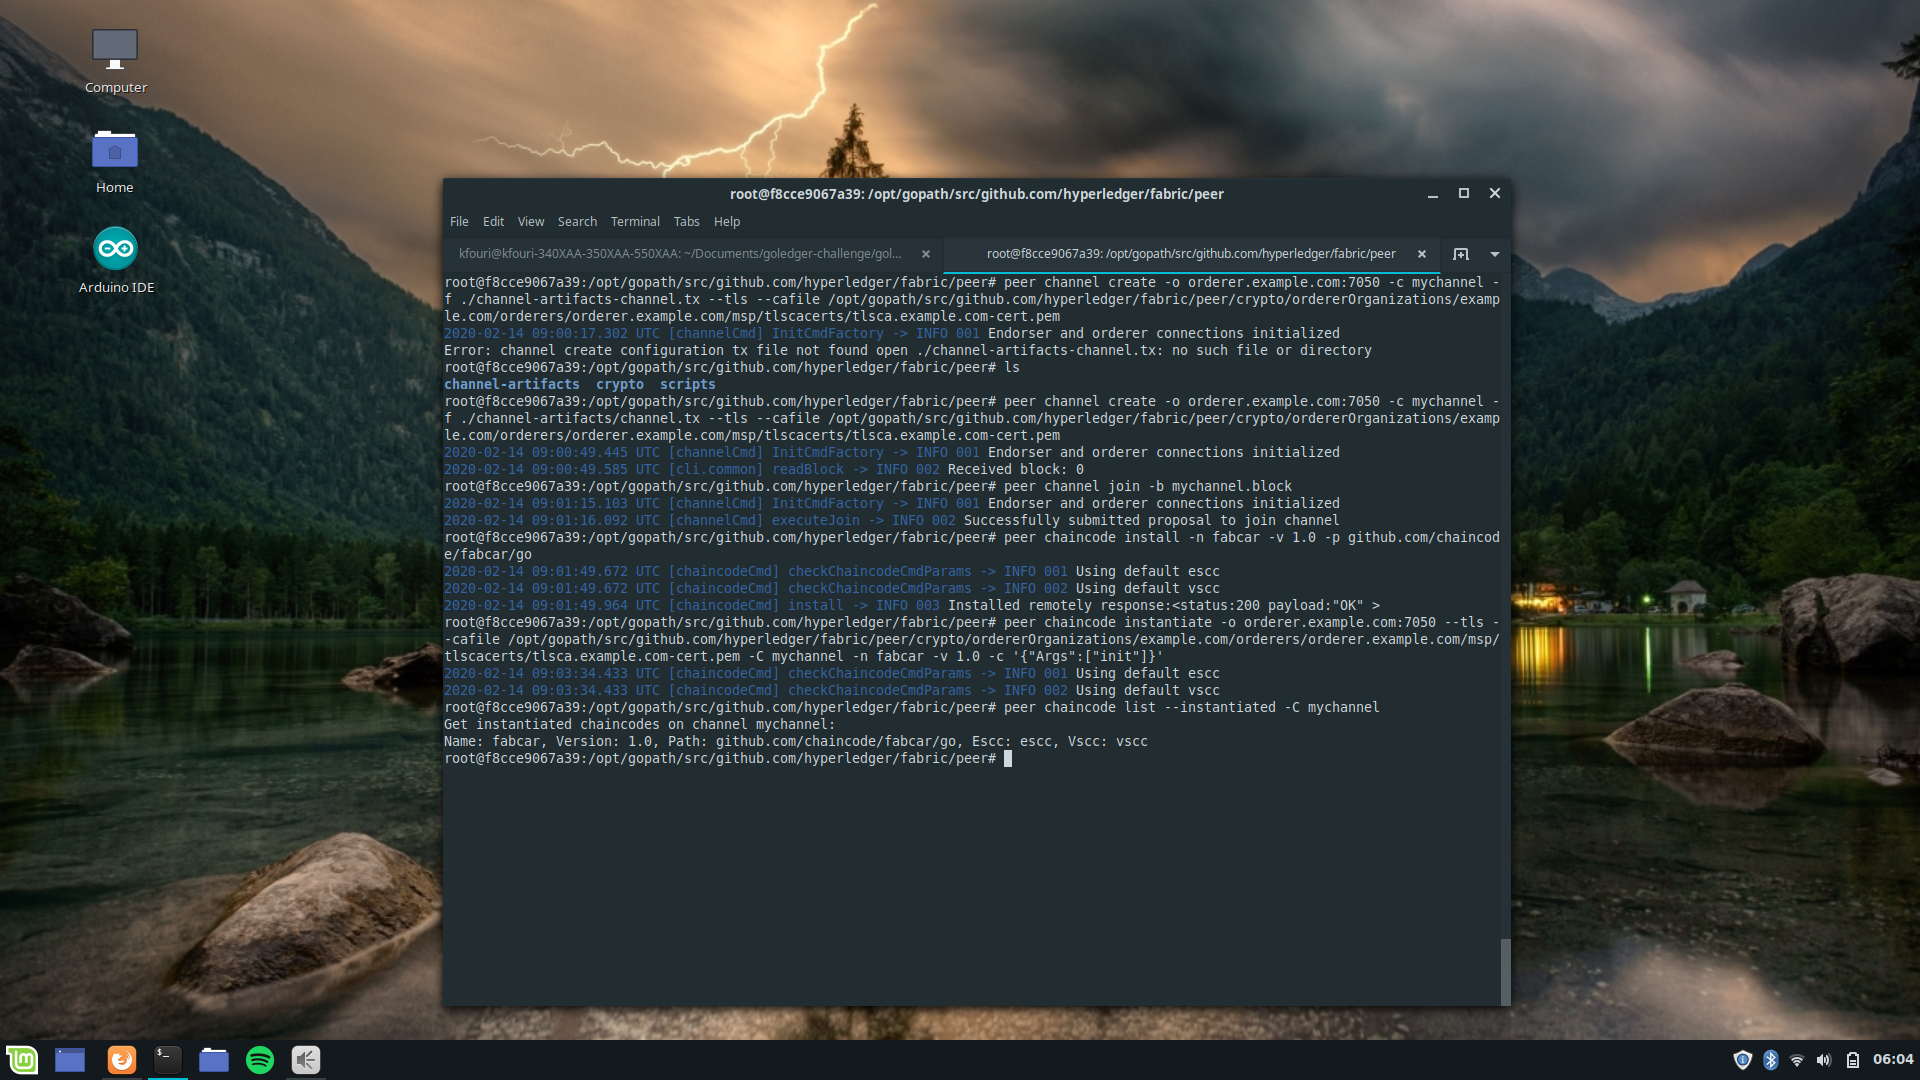 Computer
Home
Arduino IDE
root@f8cce9067a39: /opt/gopath/src/github.com/hyperledger/fabric/peer
File Edit View Search Terminal Tabs Help
kfouri@kfouri-340XAA-350XAA-550XAA: ~/Documents/goledger-challenge/gol...
root@f8cce9067a39: /opt/gopath/src/github.com/hyperledger/fabric/peer
root@f8cce9067a39:/opt/gopath/src/github.com/hyperledger/fabric/peer# peer channel create -o orderer.example.com:7050 -c mychannel -
f ./channel-artifacts-channel.tx --tls --cafile /opt/gopath/src/github.com/hyperledger/fabric/peer/crypto/ordererOrganizations/examp
le.com/orderers/orderer.example.com/msp/tlscacerts/tlsca.example.com-cert.pem
2020-02-14 09:00:17.302 UTC [channelCmd] InitCmdFactory -> INFO 001 Endorser and orderer connections initialized
Error: channel create configuration tx file not found open ./channel-artifacts-channel.tx: no such file or directory
root@f8cce9067a39:/opt/gopath/src/github.com/hyperledger/fabric/peer# ls
channel-artifacts  crypto  scripts
root@f8cce9067a39:/opt/gopath/src/github.com/hyperledger/fabric/peer# peer channel create -o orderer.example.com:7050 -c mychannel -
f ./channel-artifacts/channel.tx --tls --cafile /opt/gopath/src/github.com/hyperledger/fabric/peer/crypto/ordererOrganizations/examp
le.com/orderers/orderer.example.com/msp/tlscacerts/tlsca.example.com-cert.pem
2020-02-14 09:00:49.445 UTC [channelCmd] InitCmdFactory -> INFO 001 Endorser and orderer connections initialized
2020-02-14 09:00:49.585 UTC [cli.common] readBlock -> INFO 002 Received block: 0
root@f8cce9067a39:/opt/gopath/src/github.com/hyperledger/fabric/peer# peer channel join -b mychannel.block
2020-02-14 09:01:15.103 UTC [channelCmd] InitCmdFactory -> INFO 001 Endorser and orderer connections initialized
2020-02-14 09:01:16.092 UTC [channelCmd] executeJoin -> INFO 002 Successfully submitted proposal to join channel
root@f8cce9067a39:/opt/gopath/src/github.com/hyperledger/fabric/peer# peer chaincode install -n fabcar -v 1.0 -p github.com/chaincod
e/fabcar/go
2020-02-14 09:01:49.672 UTC [chaincodeCmd] checkChaincodeCmdParams -> INFO 001 Using default escc
2020-02-14 09:01:49.672 UTC [chaincodeCmd] checkChaincodeCmdParams -> INFO 002 Using default vscc
2020-02-14 09:01:49.964 UTC [chaincodeCmd] install -> INFO 003 Installed remotely response:<status:200 payload:"OK" >
root@f8cce9067a39:/opt/gopath/src/github.com/hyperledger/fabric/peer# peer chaincode instantiate -o orderer.example.com:7050 --tls -
-cafile /opt/gopath/src/github.com/hyperledger/fabric/peer/crypto/ordererOrganizations/example.com/orderers/orderer.example.com/msp/
tlscacerts/tlsca.example.com-cert.pem -C mychannel -n fabcar -v 1.0 -c '{"Args":["init"]}'
2020-02-14 09:03:34.433 UTC [chaincodeCmd] checkChaincodeCmdParams -> INFO 001 Using default escc
2020-02-14 09:03:34.433 UTC [chaincodeCmd] checkChaincodeCmdParams -> INFO 002 Using default vscc
root@f8cce9067a39:/opt/gopath/src/github.com/hyperledger/fabric/peer# peer chaincode list --instantiated -C mychannel
Get instantiated chaincodes on channel mychannel:
Name: fabcar, Version: 1.0, Path: github.com/chaincode/fabcar/go, Escc: escc, Vscc: vscc
root@f8cce9067a39:/opt/gopath/src/github.com/hyperledger/fabric/peer#
06:04